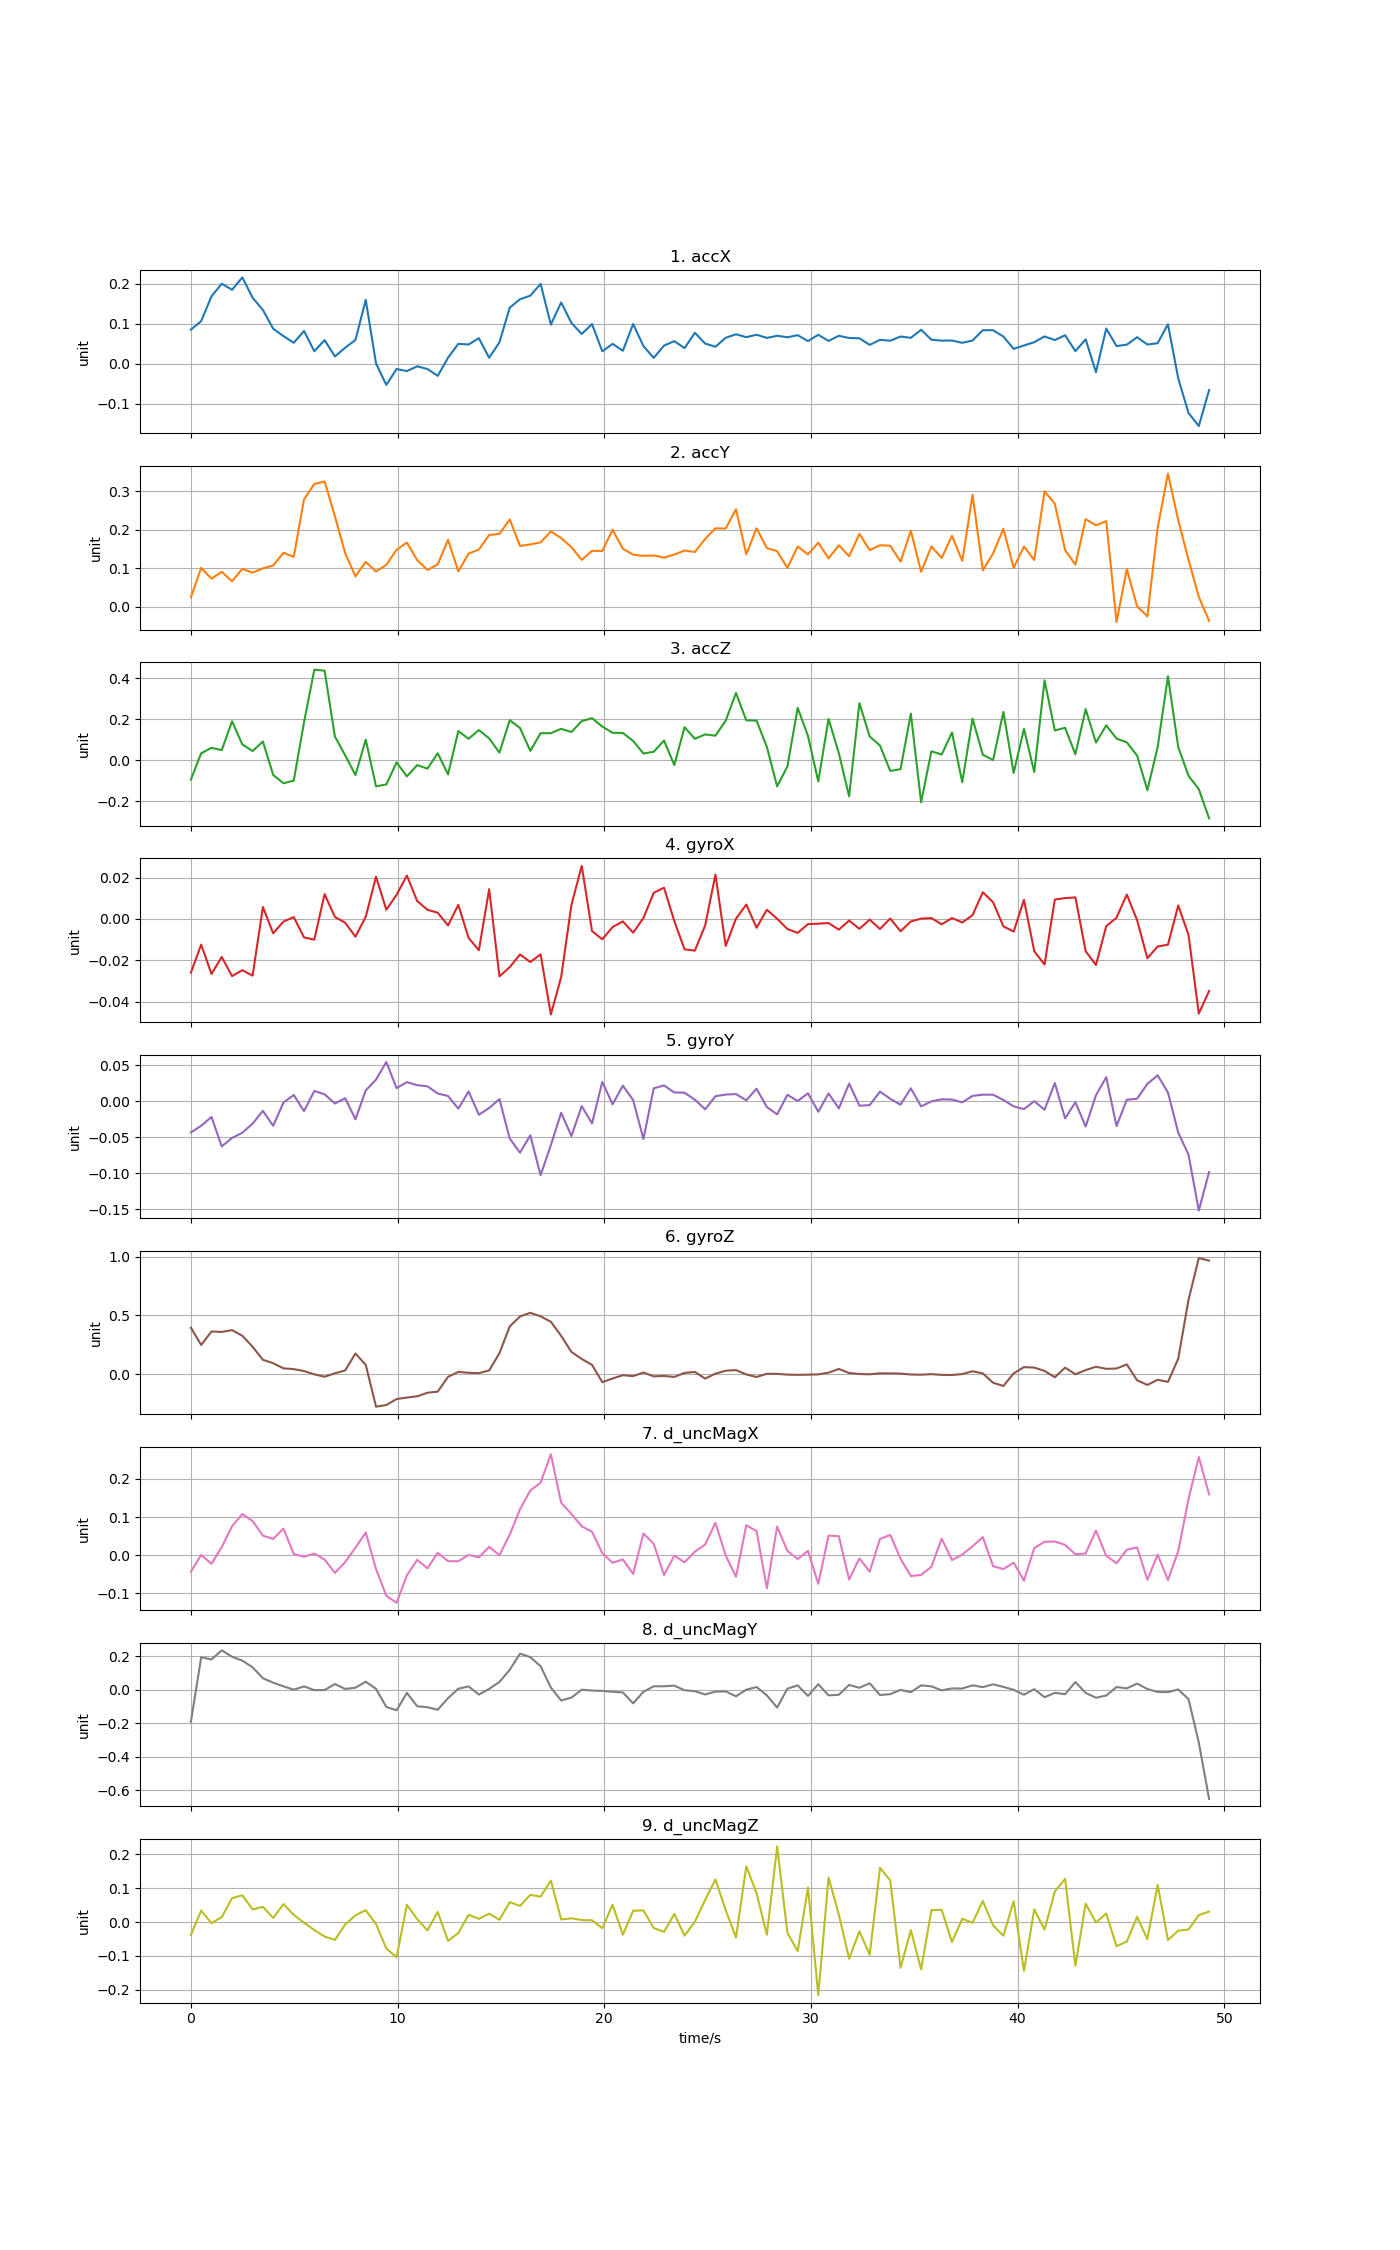 1. accX
0.2
0.1
0.0
−0.1
unit
2. accY
0.3
0.2
0.1
0.0
unit
3. accZ
0.4
0.2
0.0
−0.2
unit
4. gyroX
0.02
0.00
−0.02
−0.04
unit
5. gyroY
0.05
0.00
−0.05
−0.10
−0.15
unit
6. gyroZ
1.0
0.5
0.0
unit
7. d_uncMagX
0.2
0.1
0.0
−0.1
unit
8. d_uncMagY
0.2
0.0
−0.2
−0.4
−0.6
unit
9. d_uncMagZ
0.2
0.1
0.0
−0.1
−0.2
unit
0 10 20 30 40 50
time/s